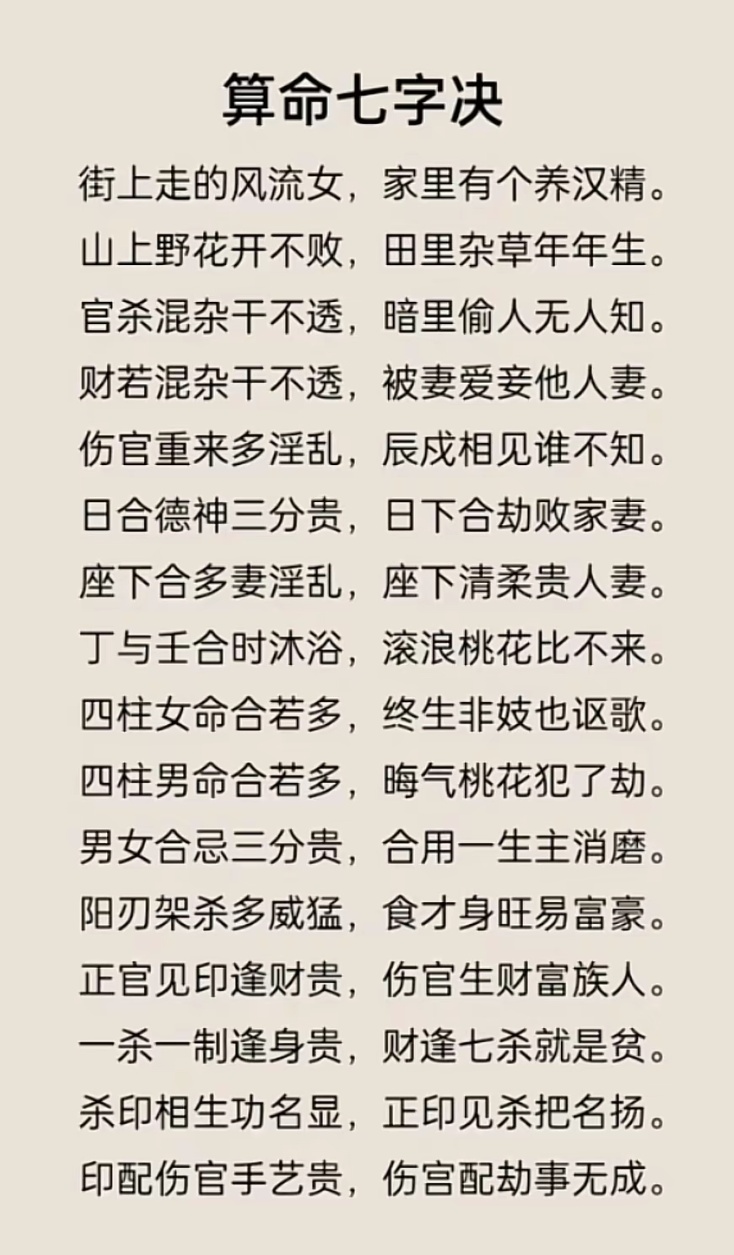 算命七字决
街上走的风流女，家里有个养汉精。
山上野花开不败，田里杂草年年生。
官杀混杂干不透，暗里偷人无人知。
财若混杂干不透，被妻爱妾他人妻。
伤官重来多淫乱，辰戍相见谁不知。
日合德神三分贵，日下合劫败家妻。
座下合多妻淫乱，座下清柔贵人妻。
丁与壬合时沐浴，滚浪桃花比不来。
四柱女命合若多，终生非妓也讴歌。
四柱男命合若多，晦气桃花犯了劫。
男女合忌三分贵，合用一生主消磨。
阳刃架杀多威猛，食才身旺易富豪。
正官见印逢财贵，伤官生财富族人。
一杀一制逢身贵，财逢七杀就是贫。
杀印相生功名显，正印见杀把名扬。
印配伤官手艺贵，伤宫配劫事无成。